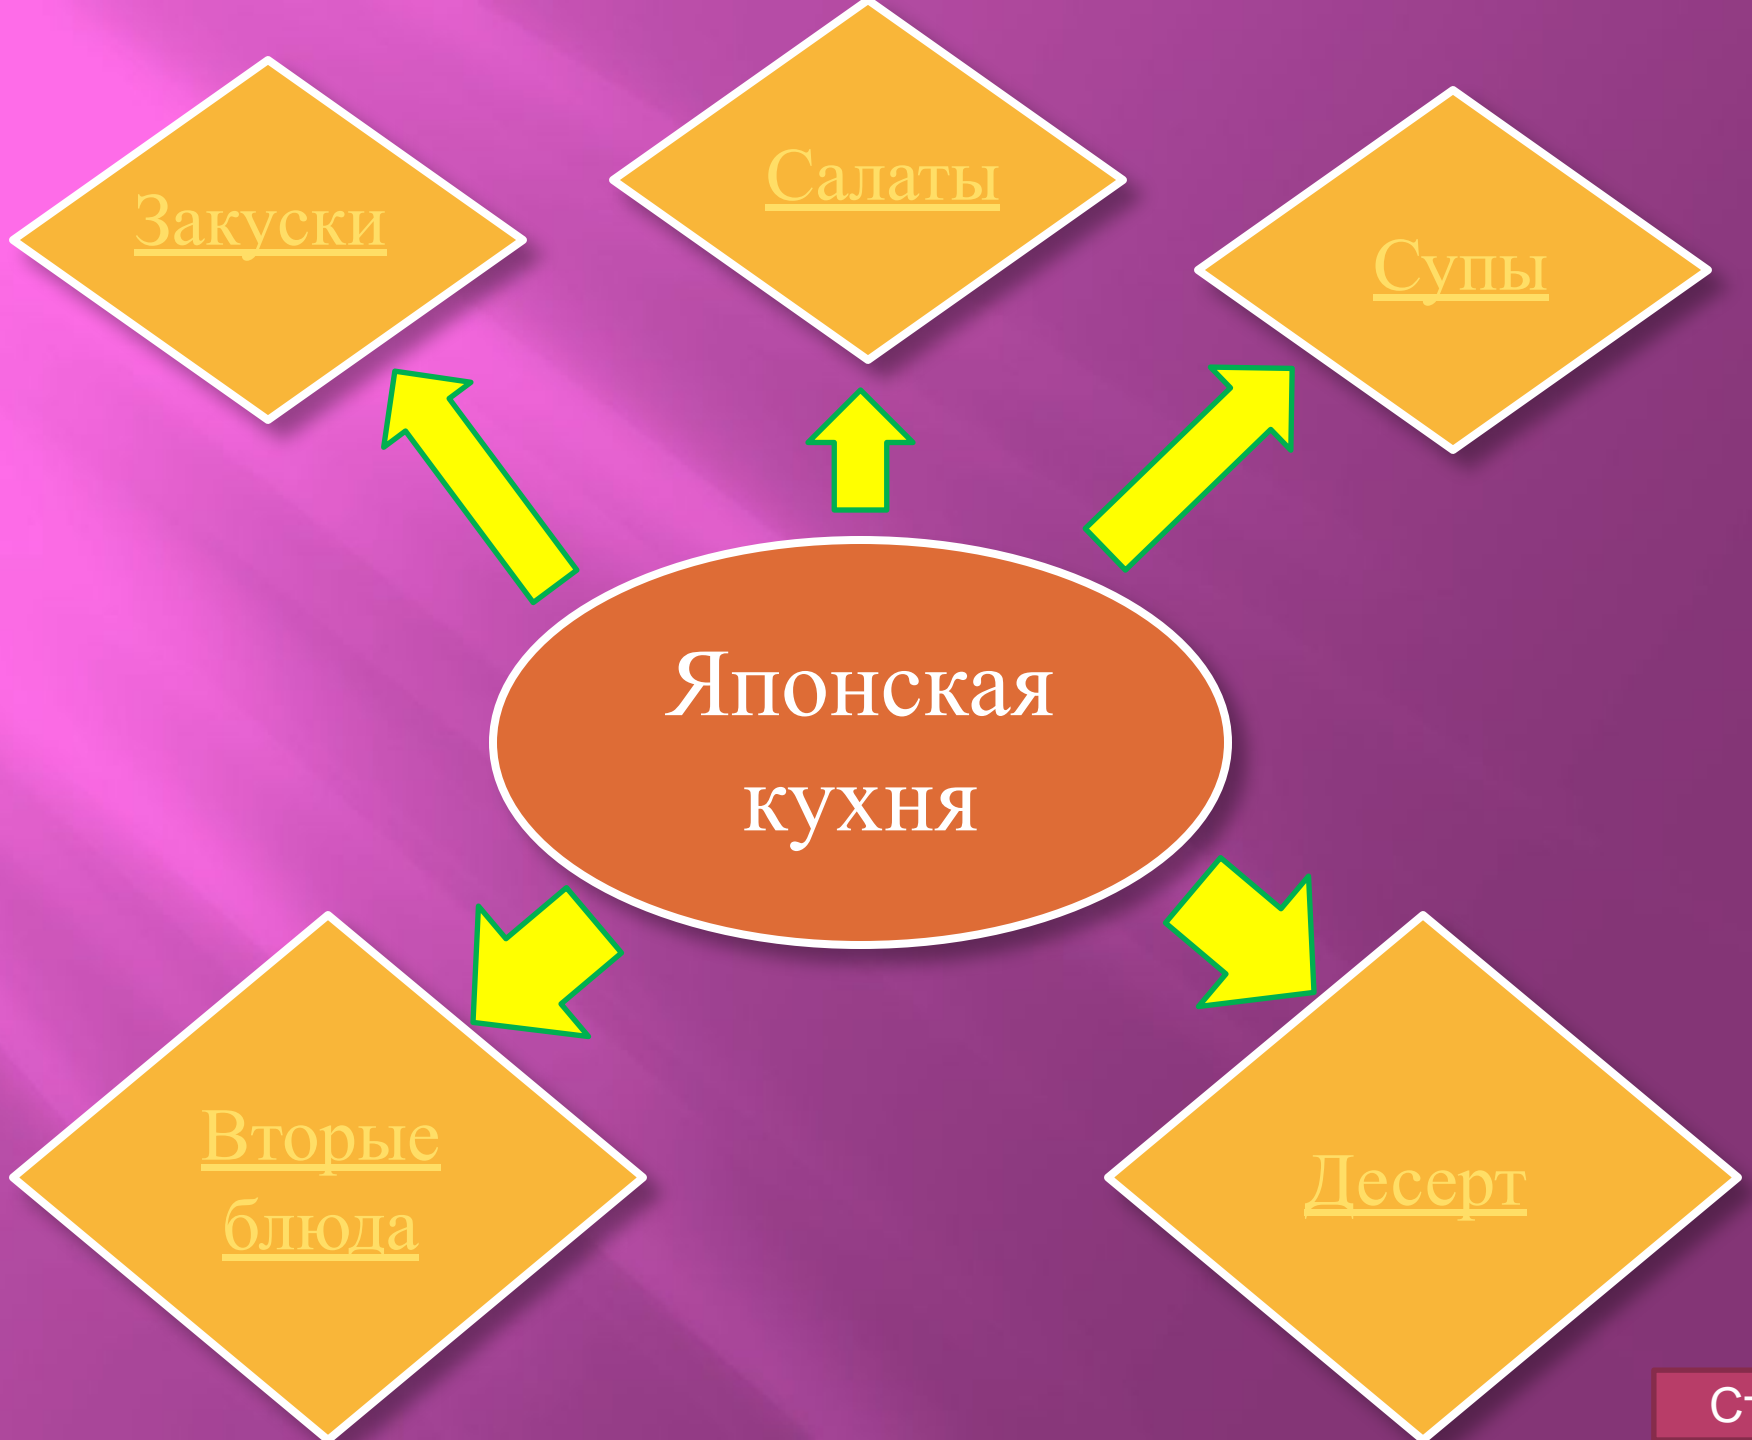 Салаты
Закуски
Супы
Японская
кухня
Вторые
блюда
Десерт